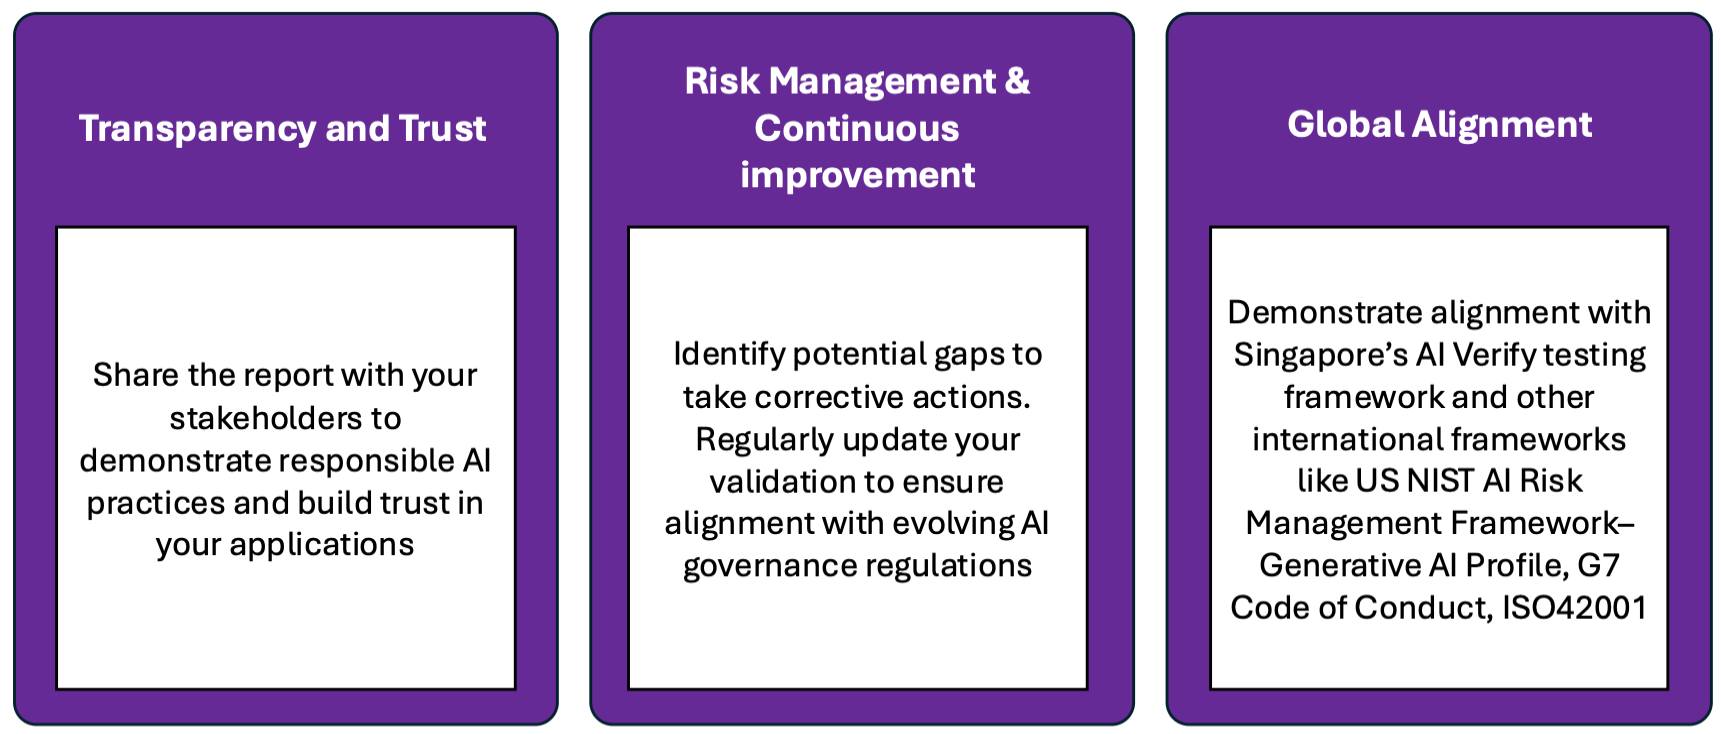 Transparency and Trust
Share the report with your
stakeholders to
demonstrate responsible AI
practices and build trust in
your applications
Risk Management &
Continuous
improvement
Identify potential gaps to
take corrective actions.
Regularly update your
validation to ensure
alignment with evolving AI
governance regulations
Global Alignment
Demonstrate alignment with
Singapore’s AI Verify testing
framework and other
international frameworks
like US NIST AI Risk
Management Framework–
Generative AI Profile, G7
Code of Conduct, ISO42001